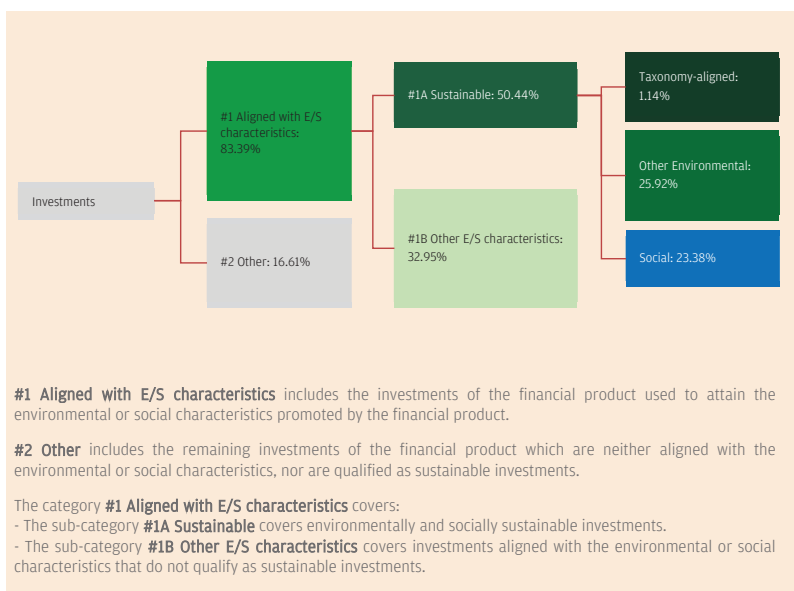 Investments
#1 Aligned with E/S
characteristics:
83.39%
#2 Other: 16.61%
#1A Sustainable: 50.44%
#1B Other E/S characteristics:
32.95%
Taxonomy-aligned:
1.14%
Other Environmental:
25.92%
Social: 23.38%
#1 Aligned with E/S characteristics includes the investments of the financial product used to attain the
environmental or social characteristics promoted by the financial product.
#2 Other includes the remaining investments of the financial product which are neither aligned with the
environmental or social characteristics, nor are qualified as sustainable investments.
The category #1 Aligned with E/S characteristics covers:
- The sub-category #1A Sustainable covers environmentally and socially sustainable investments.
- The sub-category #1B Other E/S characteristics covers investments aligned with the environmental or social
characteristics that do not qualify as sustainable investments.